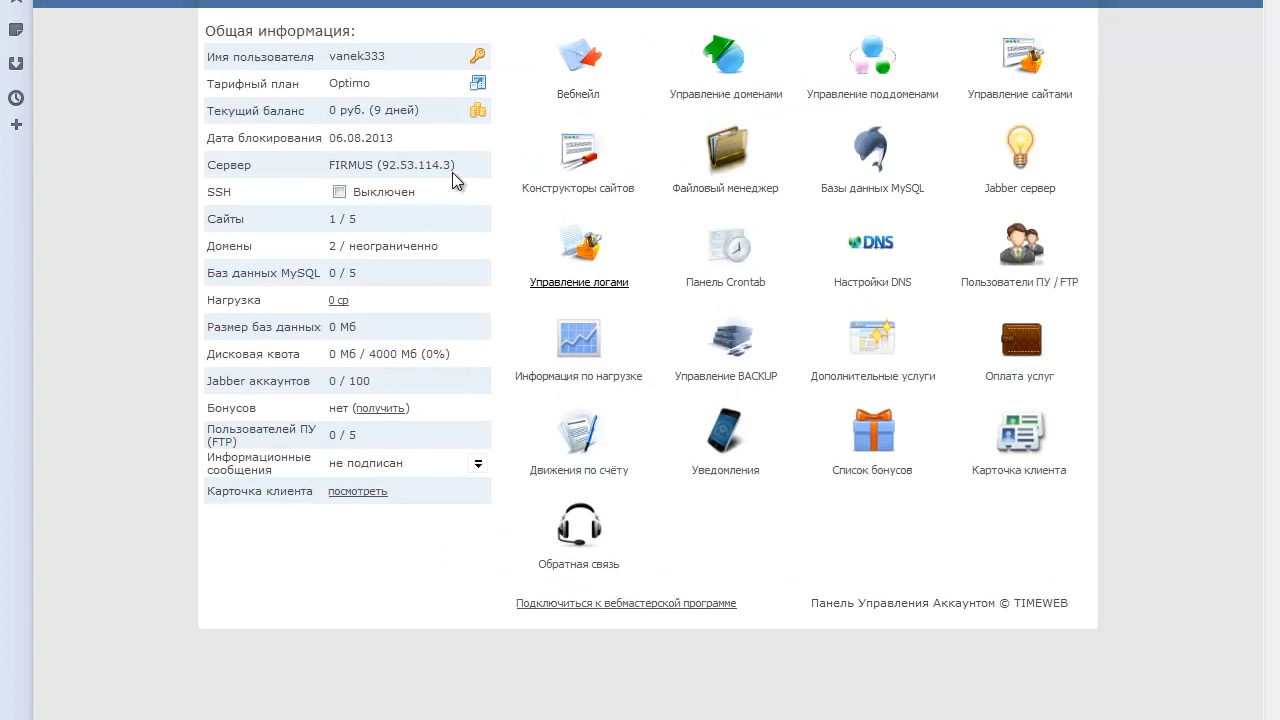 Общая информация:
Имя пользователя vanek333
Тарифный план Optimo
Текущий баланс 0 руб. (9 дней)
Дата блокирования 06.08.2013
Сервер FIRMUS (92.53.114.3)
SSH Выключен
Сайты 1 / 5
Домены 2 / неограниченно
Баз данных MySQL 0 / 5
Нагрузка 0 cp
Размер баз данных 0 Мб
Дисковая квота 0 Мб / 4000 Мб (0%)
Jabber аккаунтов 0 / 100
Бонусов нет (получить)
Пользователей ПУ
(FTP) 0 / 5
Информационные
сообщения не подписан
Карточка клиента посмотреть
Вебмейл Управление доменами Управление поддоменами Управление сайтами
Конструкторы сайтов Файловый менеджер Базы данных MySQL Jabber сервер
Управление логами Панель Crontab DNS Настройки DNS Пользователи ПУ / FTP
Информация по нагрузке Управление BACKUP Дополнительные услуги Оплата услуг
Движения по счёту Уведомления Список бонусов Карточка клиента
Обратная связь
Подключиться к вебмастерской программе Панель Управления Аккаунтом © TIMEWEB